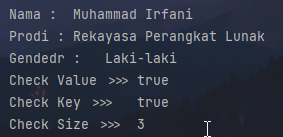 Nama :  Muhammad Irfani
Prodi : Rekayasa Perangkat Lunak
Gendedr :   Laki-laki
Check Value >>> true
Check Key >>>   true
Check Size >>>  3